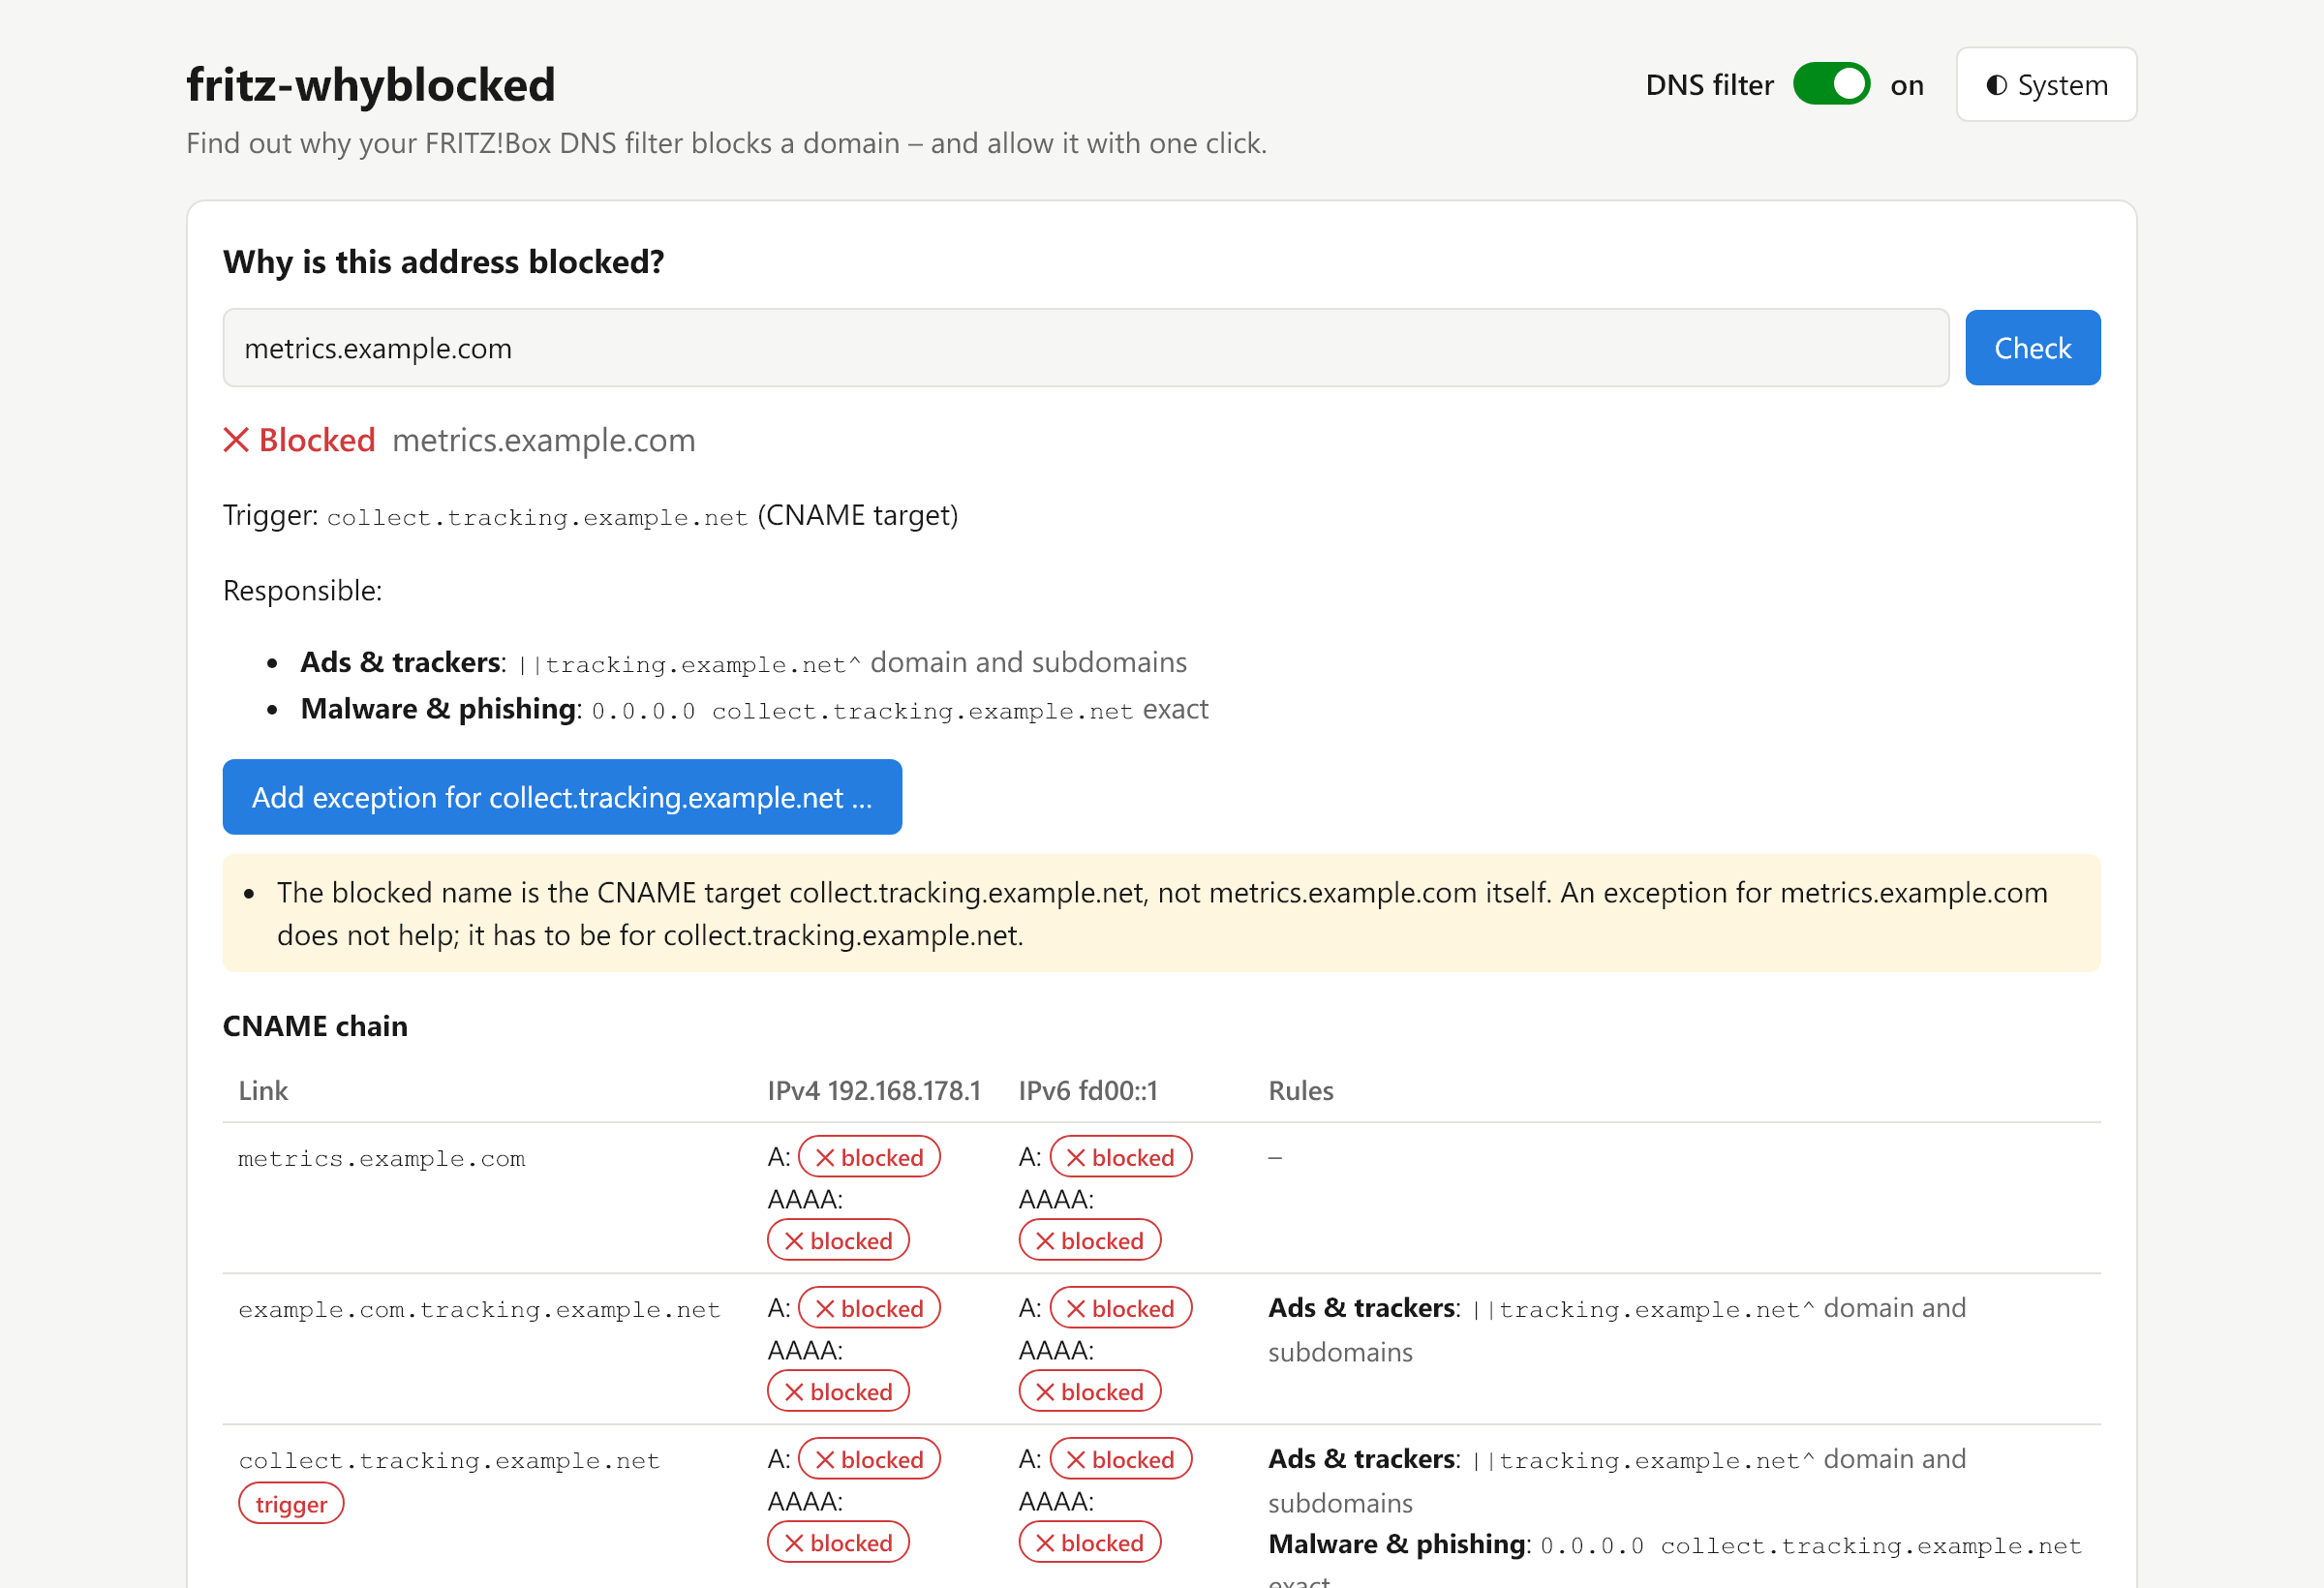 fritz-whyblocked
DNS filter on ◐ System
Find out why your FRITZ!Box DNS filter blocks a domain – and allow it with one click.
Why is this address blocked?
metrics.example.com
Check
✕ Blocked metrics.example.com
Trigger: collect.tracking.example.net (CNAME target)
Responsible:
• Ads & trackers: ||tracking.example.net^ domain and subdomains
• Malware & phishing: 0.0.0.0 collect.tracking.example.net exact
Add exception for collect.tracking.example.net ...
• The blocked name is the CNAME target collect.tracking.example.net, not metrics.example.com itself. An exception for metrics.example.com
does not help; it has to be for collect.tracking.example.net.
CNAME chain
Link IPv4 192.168.178.1 IPv6 fd00::1 Rules
metrics.example.com A: ✕ blocked A: ✕ blocked –
AAAA: AAAA:
✕ blocked ✕ blocked
example.com.tracking.example.net A: ✕ blocked A: ✕ blocked Ads & trackers: ||tracking.example.net^ domain and
AAAA: AAAA: subdomains
✕ blocked ✕ blocked
collect.tracking.example.net A: ✕ blocked A: ✕ blocked Ads & trackers: ||tracking.example.net^ domain and
trigger AAAA: AAAA: subdomains
✕ blocked ✕ blocked Malware & phishing: 0.0.0.0 collect.tracking.example.net
exact